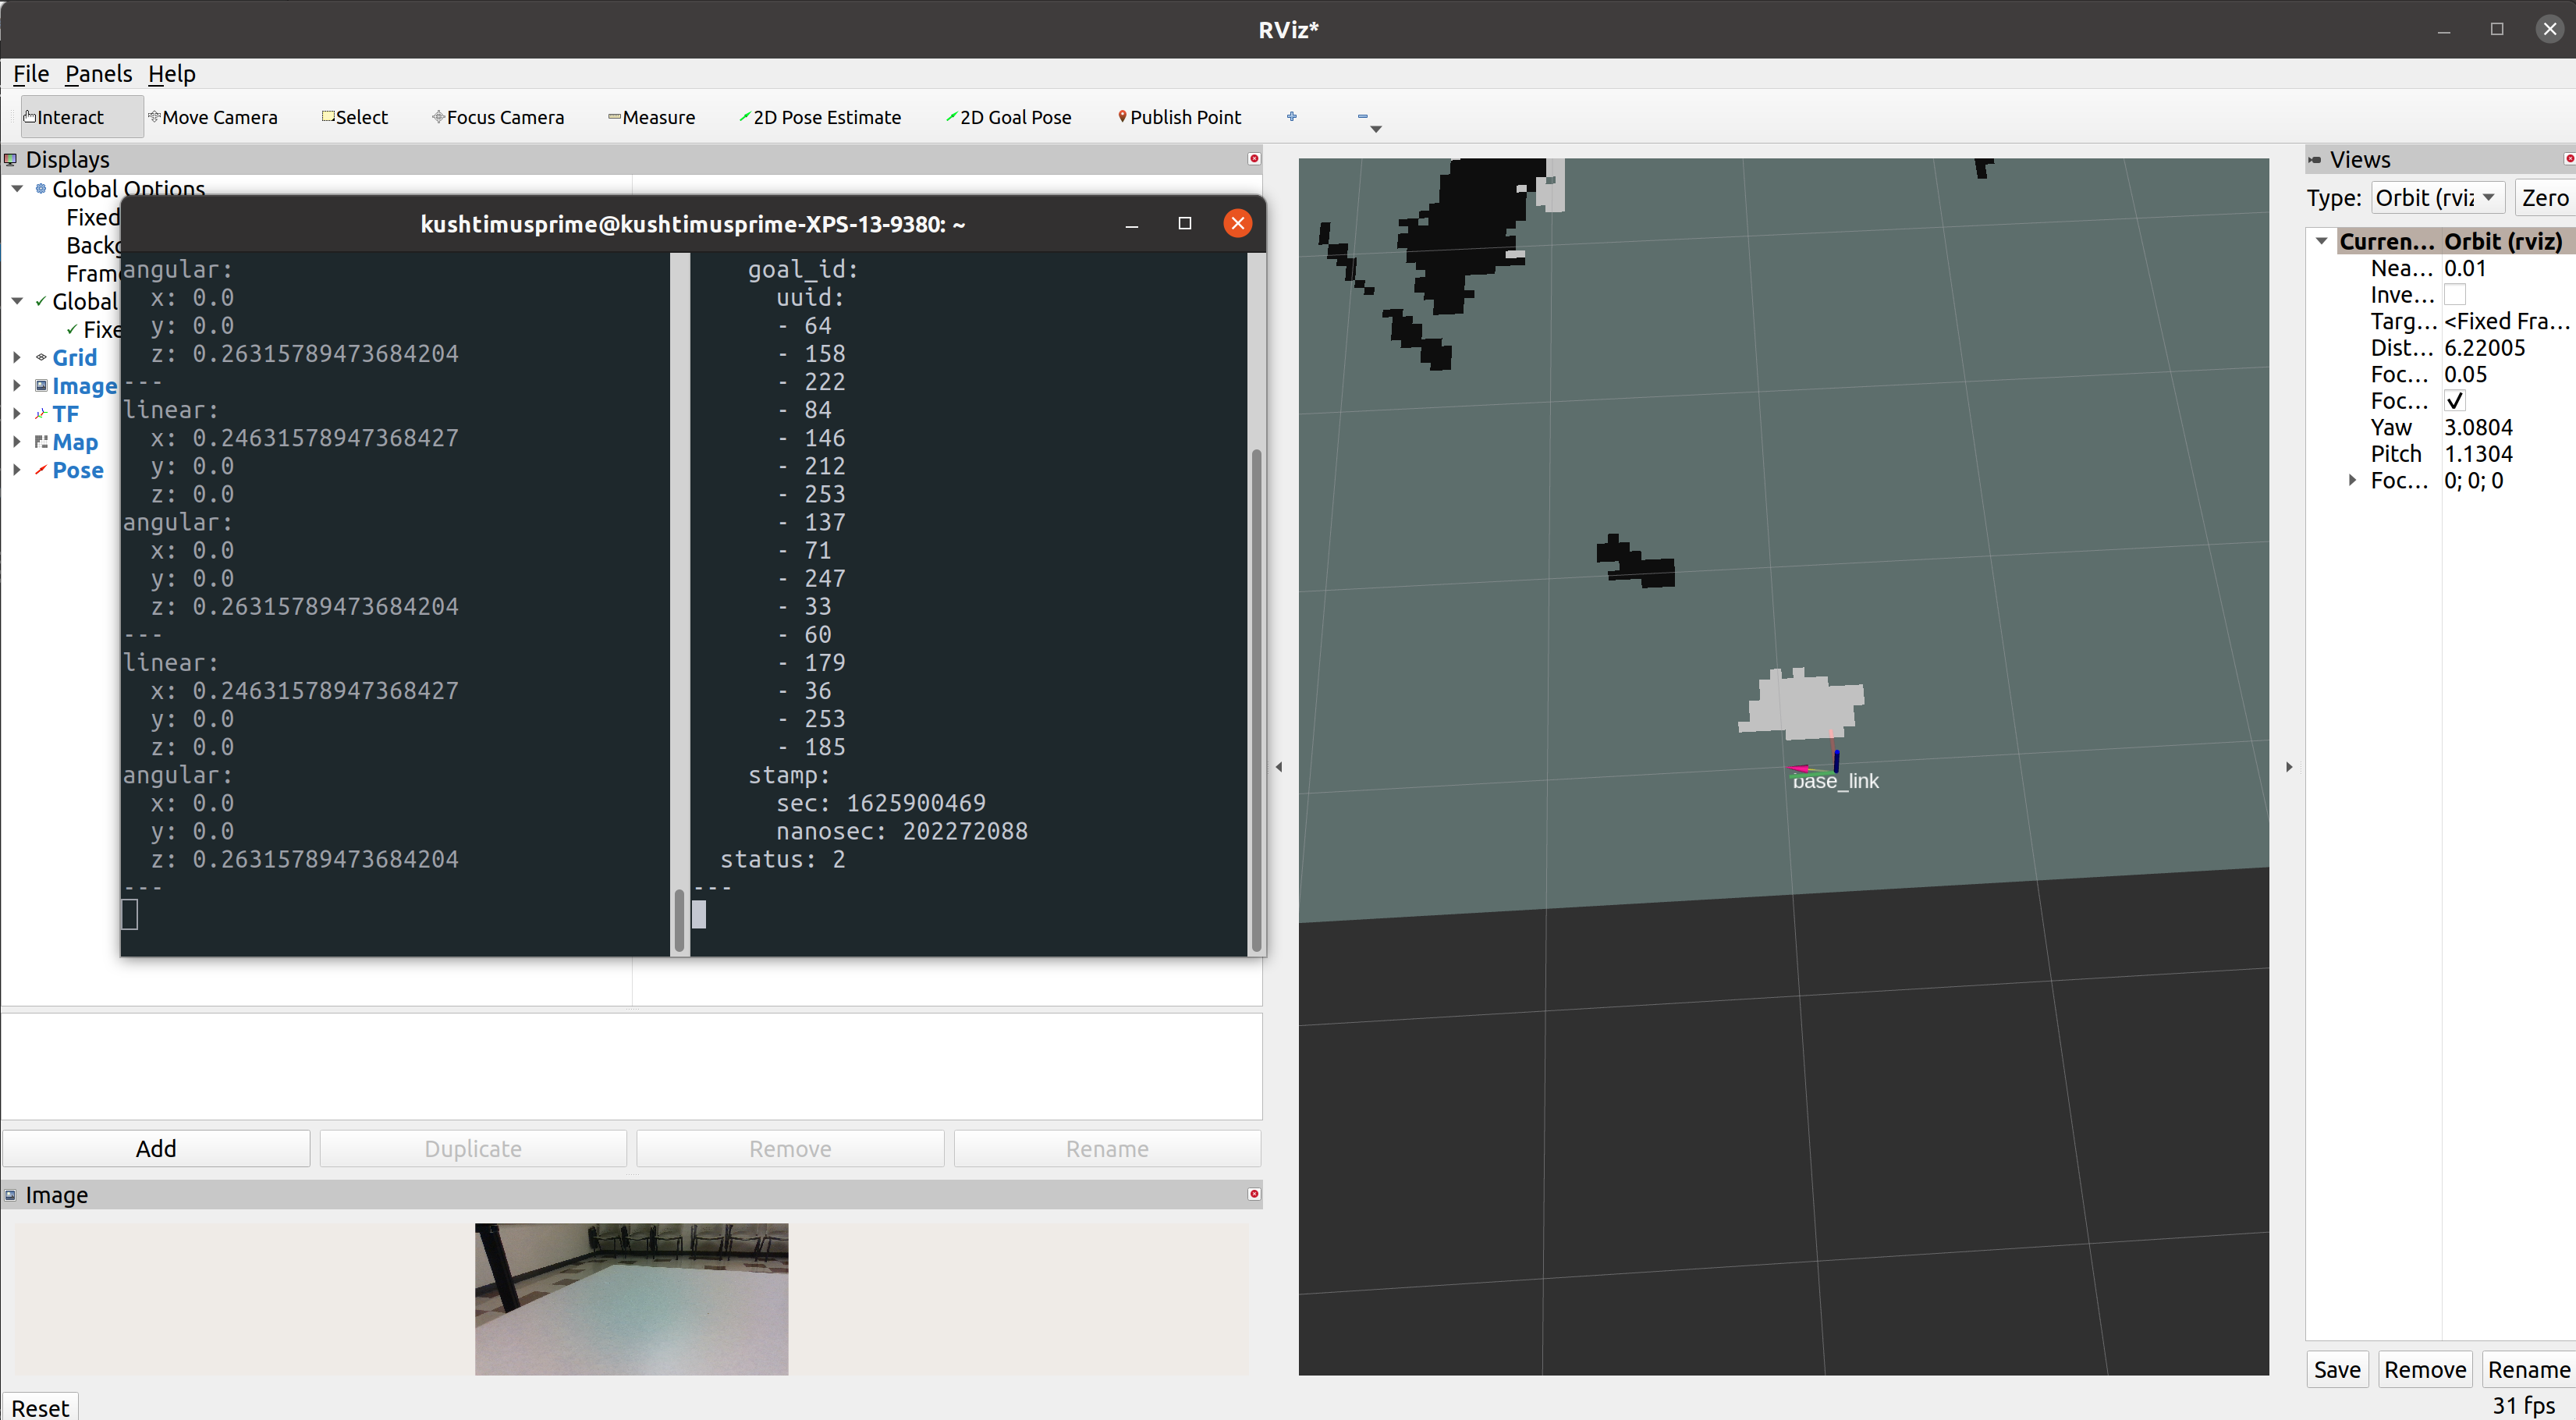 RViz*
File Panels Help
Interact Move Camera Select Focus Camera Measure 2D Pose Estimate 2D Goal Pose Publish Point
Displays
Global Options
Fixed
Backg
Frame
Global
Fixe
Grid
Image
TF
Map
Pose
kushtimusprime@kushtimusprime-XPS-13-9380: ~
angular:
x: 0.0
y: 0.0
z: 0.26315789473684204
---
linear:
x: 0.24631578947368427
y: 0.0
z: 0.0
angular:
x: 0.0
y: 0.0
z: 0.26315789473684204
---
linear:
x: 0.24631578947368427
y: 0.0
z: 0.0
angular:
x: 0.0
y: 0.0
z: 0.26315789473684204
---
goal_id:
uuid:
- 64
- 158
- 222
- 84
- 146
- 212
- 253
- 137
- 71
- 247
- 33
- 60
- 179
- 36
- 253
- 185
stamp:
sec: 1625900469
nanosec: 202272088
status: 2
---
Add Duplicate Remove Rename
Image
Reset
base_link
Views
Type: Orbit (rviz Zero
Curren... Orbit (rviz)
Nea... 0.01
Inve...
Targ... <Fixed Fra...
Dist... 6.22005
Foc... 0.05
Foc...
Yaw 3.0804
Pitch 1.1304
Foc... 0; 0; 0
Save Remove Rename
31 fps